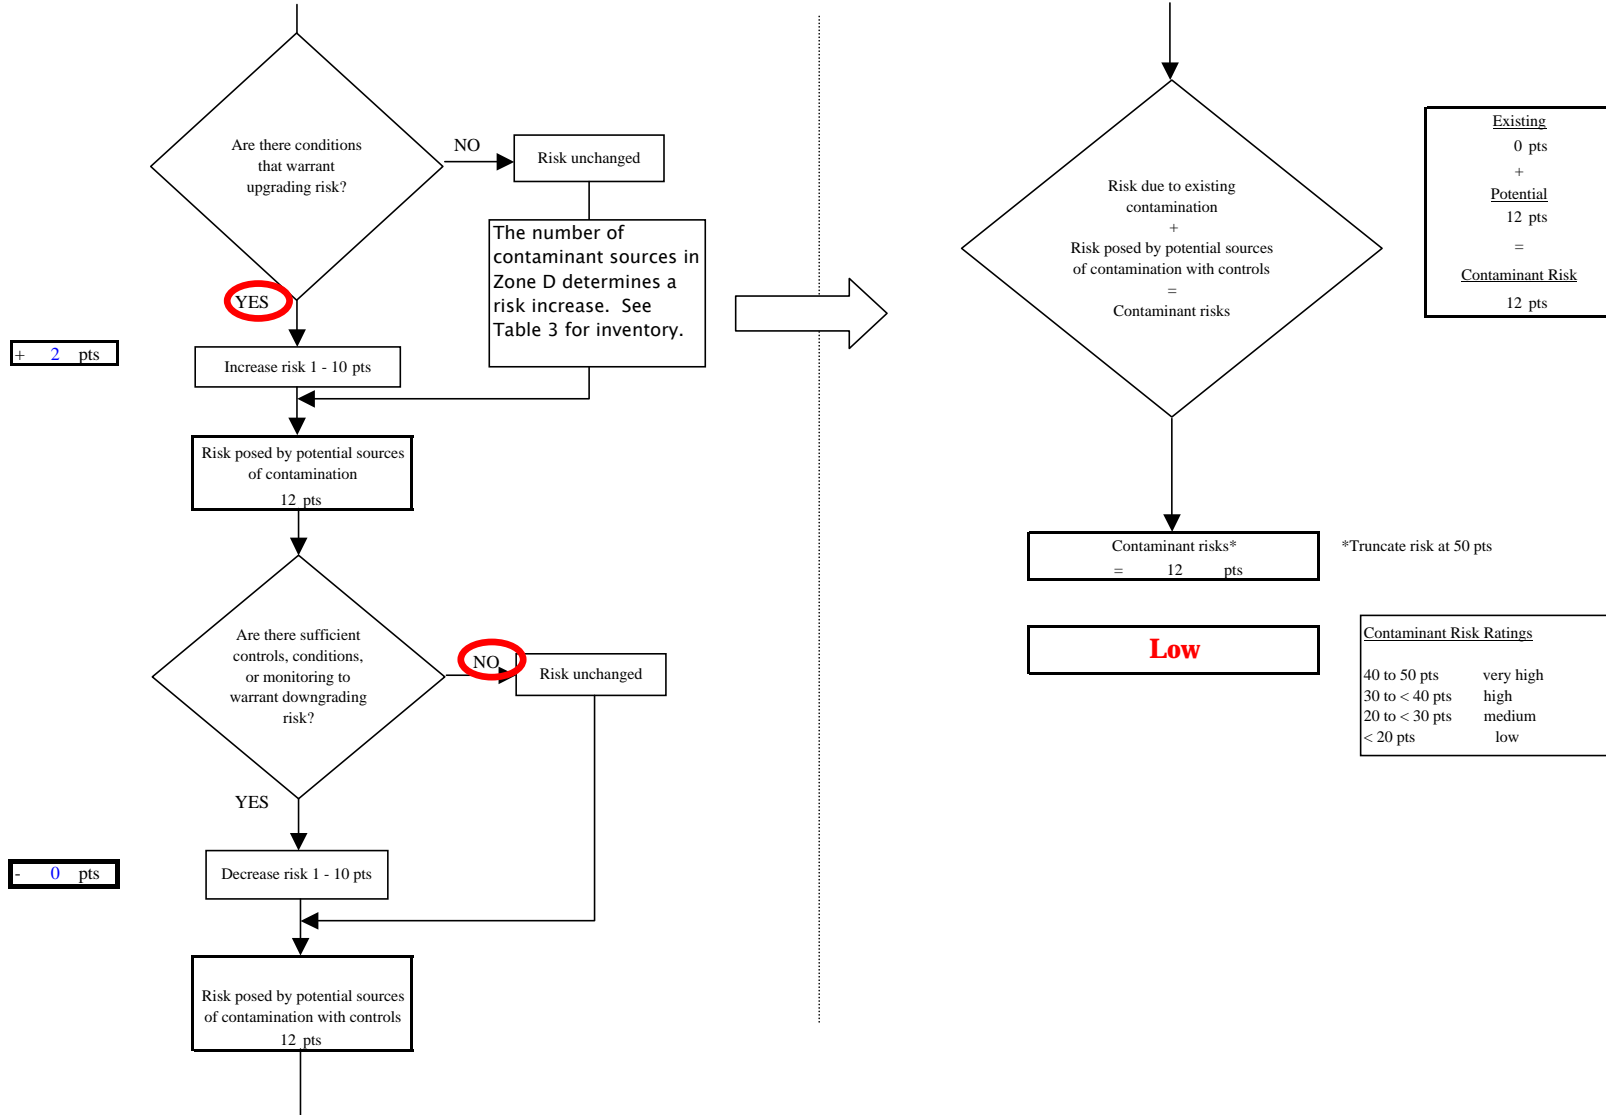 Are there conditions
that warrant
upgrading risk?
NO
Risk unchanged
The number of
contaminant sources in
Zone D determines a
risk increase.  See
Table 3 for inventory.
YES
+ 2 pts
Increase risk 1 - 10 pts
Risk posed by potential sources
of contamination
12 pts
Are there sufficient
controls, conditions,
or monitoring to
warrant downgrading
risk?
NO
Risk unchanged
YES
- 0 pts
Decrease risk 1 - 10 pts
Risk posed by potential sources
of contamination with controls
12 pts
Risk due to existing
contamination
+
Risk posed by potential sources
of contamination with controls
=
Contaminant risks
Existing
0 pts
+
Potential
12 pts
=
Contaminant Risk
12 pts
Contaminant risks*
= 12 pts
*Truncate risk at 50 pts
Low
Contaminant Risk Ratings
40 to 50 pts very high
30 to < 40 pts high
20 to < 30 pts medium
< 20 pts low